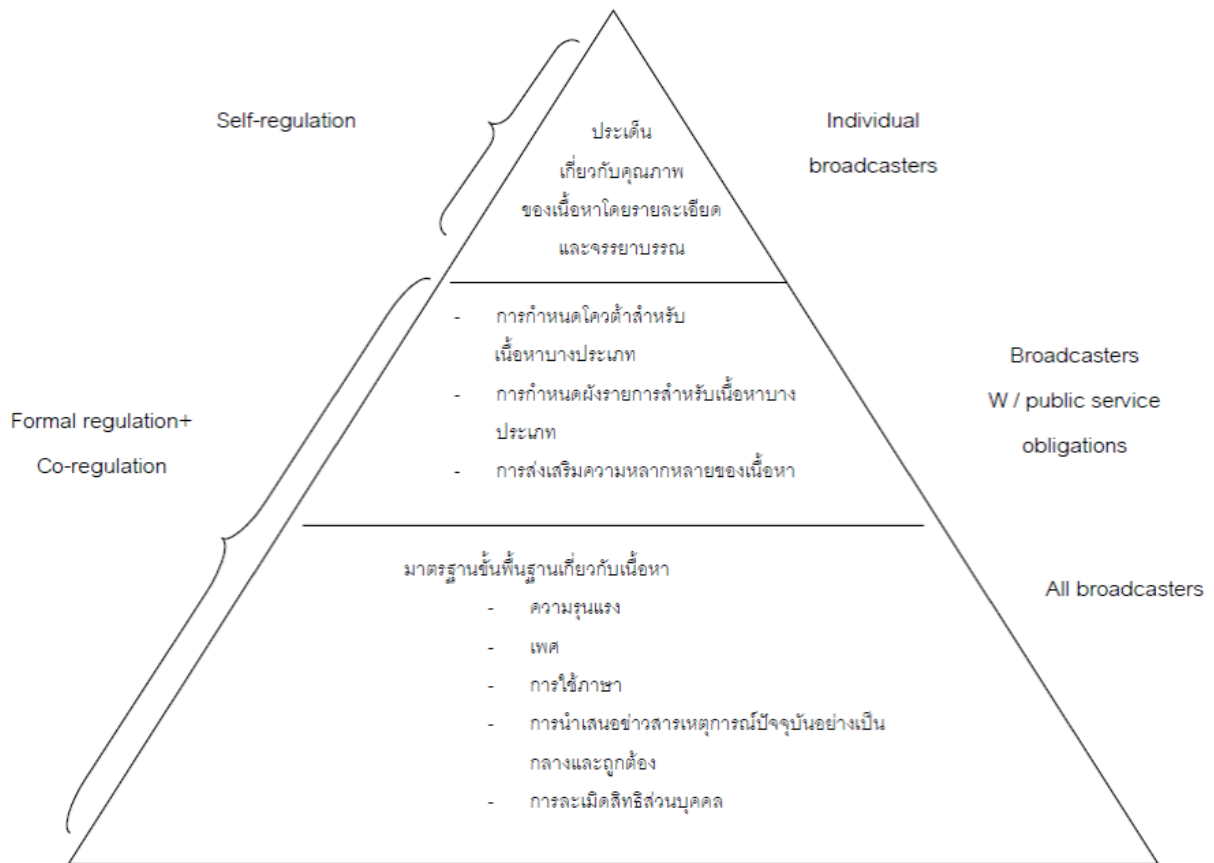 Self-regulation
ประเด็น
เกี่ยวกับคุณภาพ
ของเนื้อหาโดยรายละเอียด
และจรรยาบรรณ
Individual
broadcasters
Formal regulation+
Co-regulation
- การกำหนดโควต้าสำหรับ
เนื้อหาบางประเภท
- การกำหนดผังรายการสำหรับเนื้อหาบาง
ประเภท
- การส่งเสริมความหลากหลายของเนื้อหา
Broadcasters
W / public service
obligations
มาตรฐานขั้นพื้นฐานเกี่ยวกับเนื้อหา
- ความรุนแรง
- เพศ
- การใช้ภาษา
- การนำเสนอข่าวสารเหตุการณ์ปัจจุบันอย่างเป็น
กลางและถูกต้อง
- การละเมิดสิทธิส่วนบุคคล
All broadcasters